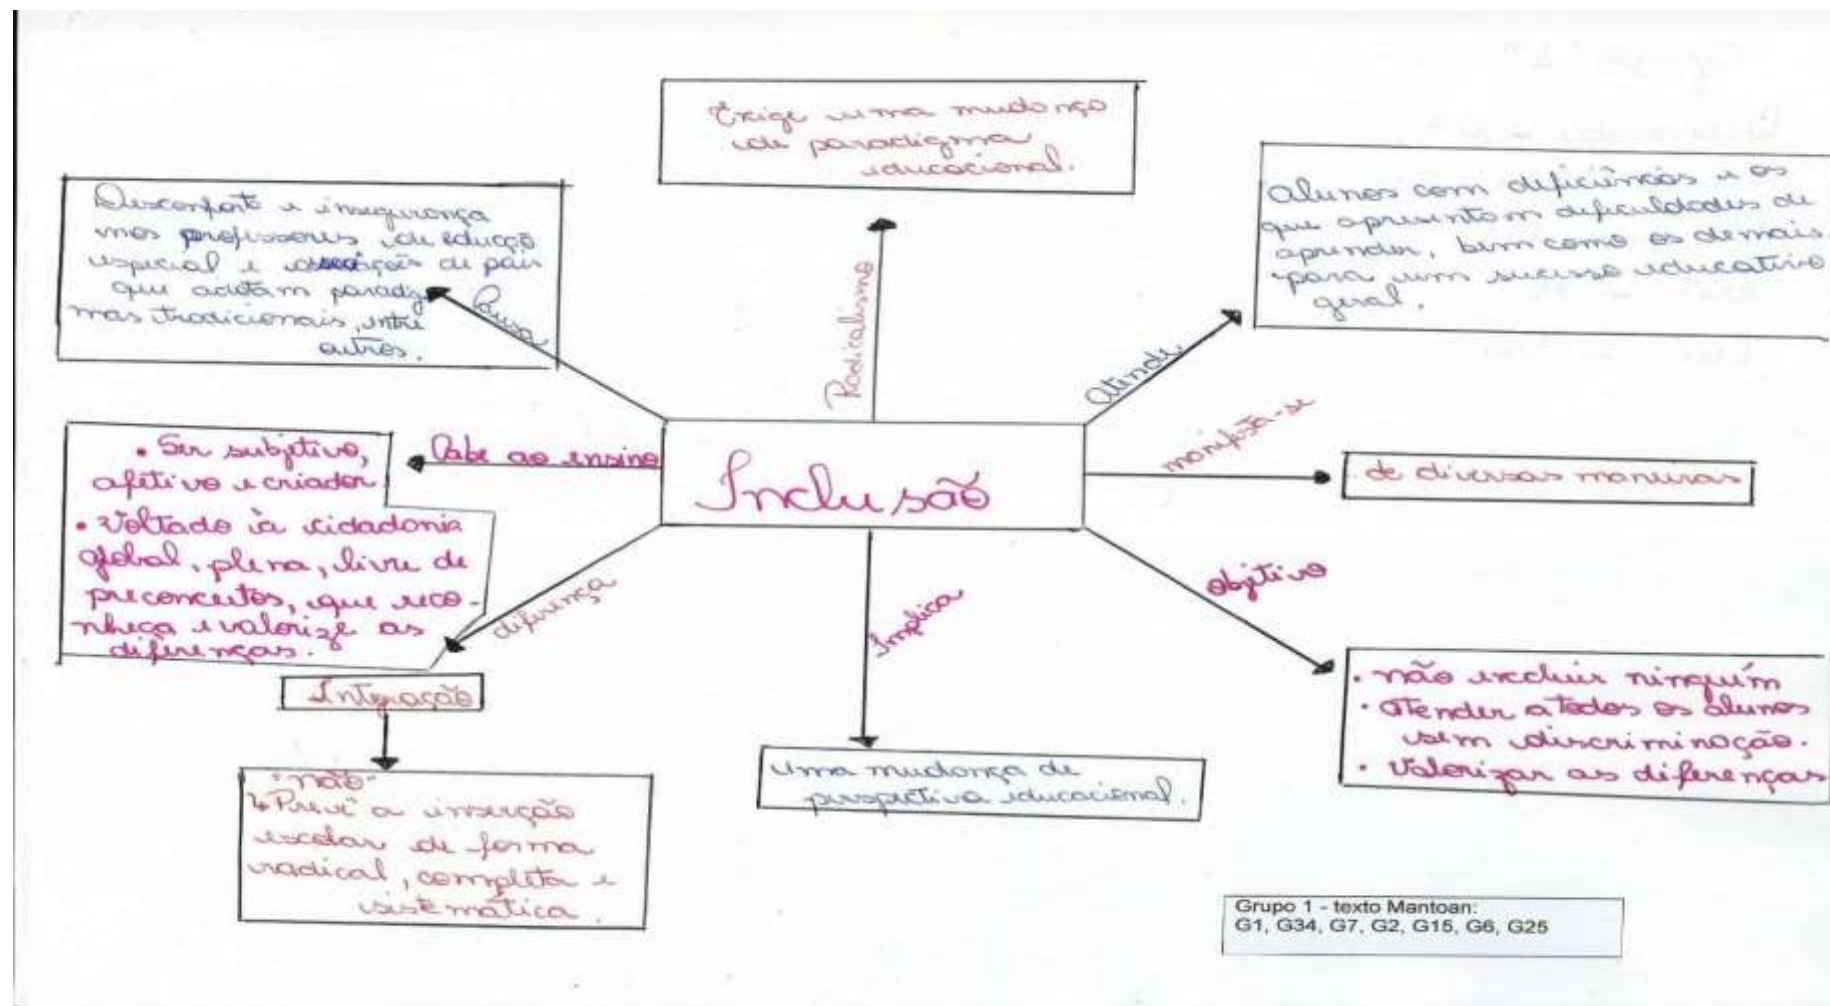 Exige uma mudança
de paradigma
educacional.
Desconforto e insegurança
nos professores de educação
especial e de pais
que adotam paradig
mas tradicionais, entre
outros.
Causa
Radicalismo
Atende
Alunos com deficiências e os
que apresentam dificuldades de
aprender, bem como os demais,
para um sucesso educativo
geral.
manifesta-se
de diversas maneiras
Inclusão
Cabe ao ensino
• Ser subjetivo,
afetivo e criador
• Voltado à cidadania
global, plena, livre de
preconceitos, que reco-
nheça e valorize as
diferenças.
diferença
Integração
"não"
↳ Prevê a inserção
escolar de forma
radical, completa e
sistemática.
Implica
Uma mudança de
perspectiva educacional.
objetivo
• não excluir ninguém
• Atender a todos os alunos
sem discriminação.
• Valorizar as diferenças
Grupo 1 - texto Mantoan:
G1, G34, G7, G2, G15, G6, G25